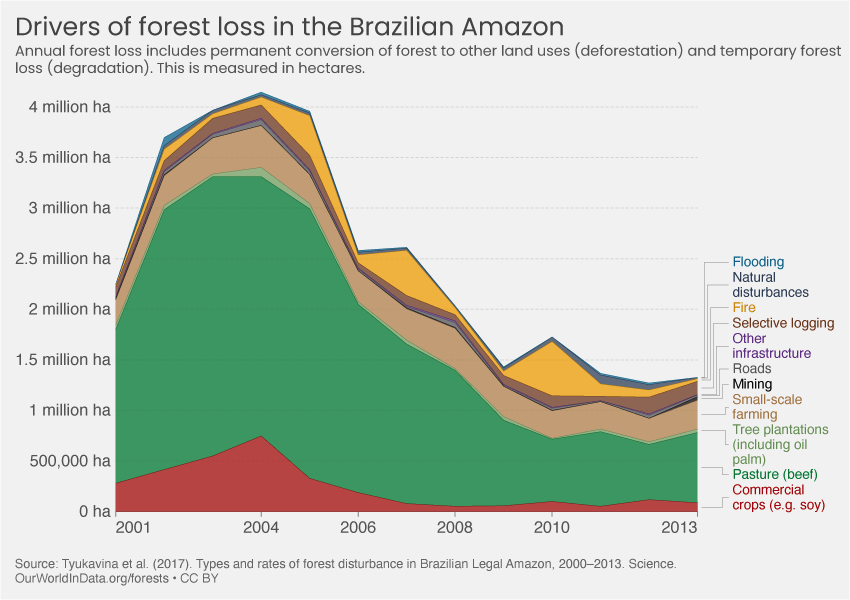 Drivers of forest loss in the Brazilian Amazon
Annual forest loss includes permanent conversion of forest to other land uses (deforestation) and temporary forest
loss (degradation). This is measured in hectares.
4 million ha
3.5 million ha
3 million ha
2.5 million ha
2 million ha
1.5 million ha
1 million ha
500,000 ha
0 ha
2001
2004
2006
2008
2010
2013
Flooding
Natural
disturbances
Fire
Selective logging
Other
infrastructure
Roads
Mining
Small-scale
farming
Tree plantations
(including oil
palm)
Pasture (beef)
Commercial
crops (e.g. soy)
Source: Tyukavina et al. (2017). Types and rates of forest disturbance in Brazilian Legal Amazon, 2000–2013. Science.
OurWorldInData.org/forests • CC BY